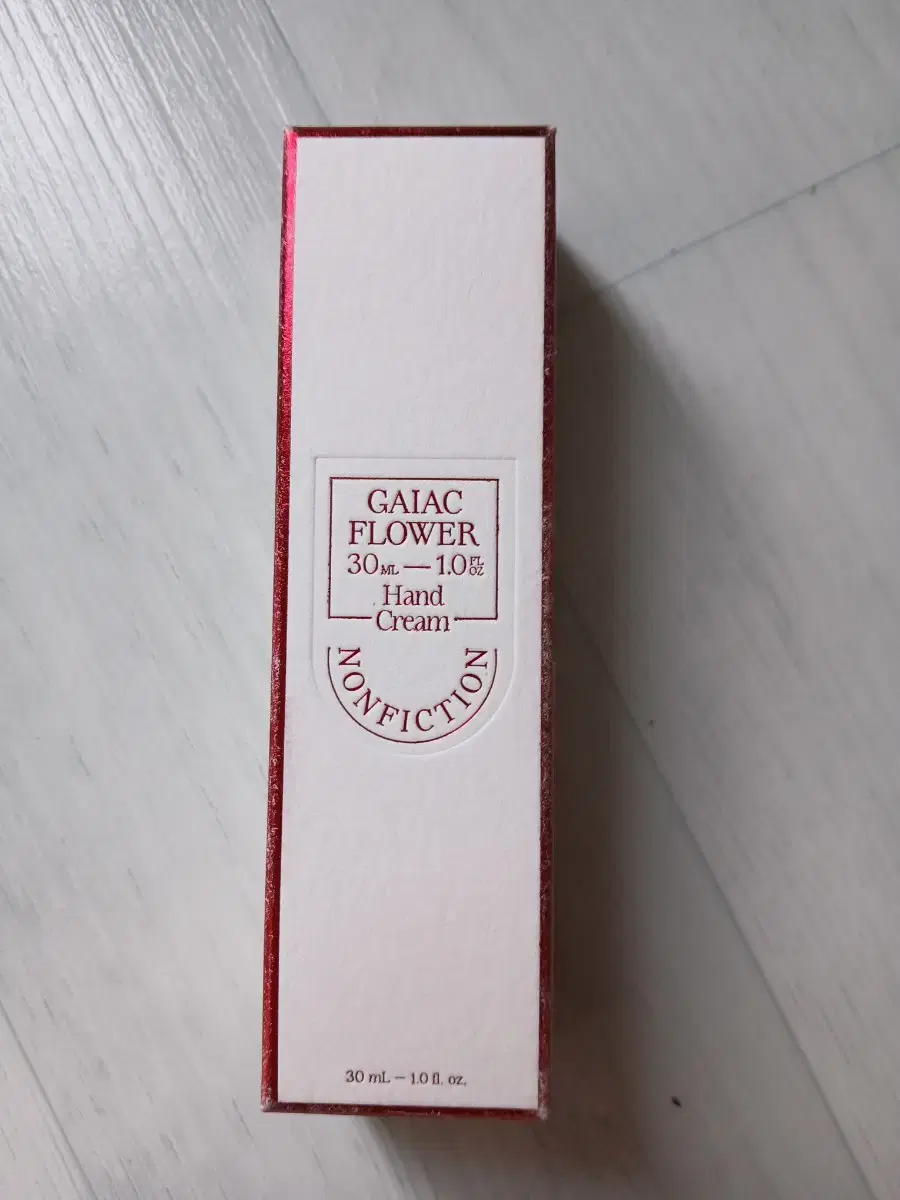 GAIAC
FLOWER
30ML — 1.0FL OZ
Hand
Cream
NONFICTION
30 mL — 1.0 fl. oz.